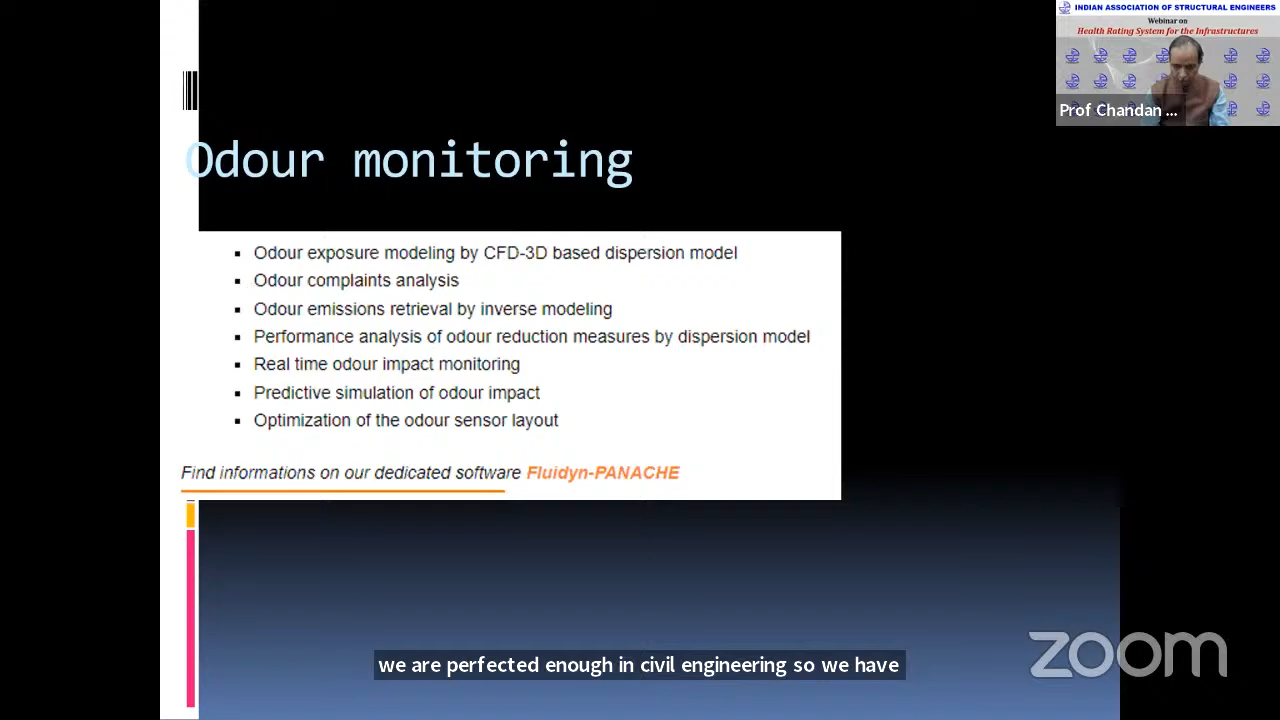 INDIAN ASSOCIATION OF STRUCTURAL ENGINEERS
Webinar on
Health Rating System for the Infrastructures
Prof Chandan ...
Odour monitoring
Odour exposure modeling by CFD-3D based dispersion model
Odour complaints analysis
Odour emissions retrieval by inverse modeling
Performance analysis of odour reduction measures by dispersion model
Real time odour impact monitoring
Predictive simulation of odour impact
Optimization of the odour sensor layout
Find informations on our dedicated software Fluidyn-PANACHE
we are perfected enough in civil engineering so we have
zoom